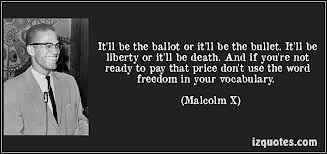 It'll be the ballot or it'll be the bullet. It'll be
liberty or it'll be death. And if you're not
ready to pay that price don't use the word
freedom in your vocabulary.
(Malcolm X)
izquotes.com